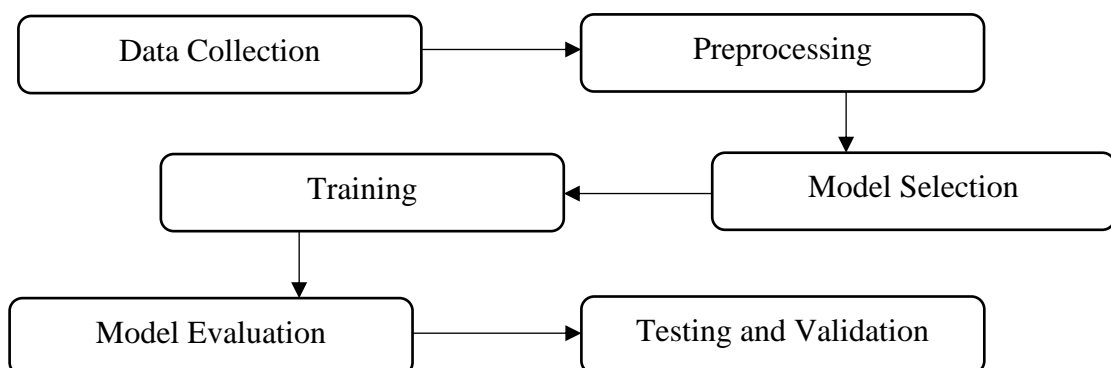 Data Collection
Preprocessing
Model Selection
Training
Model Evaluation
Testing and Validation